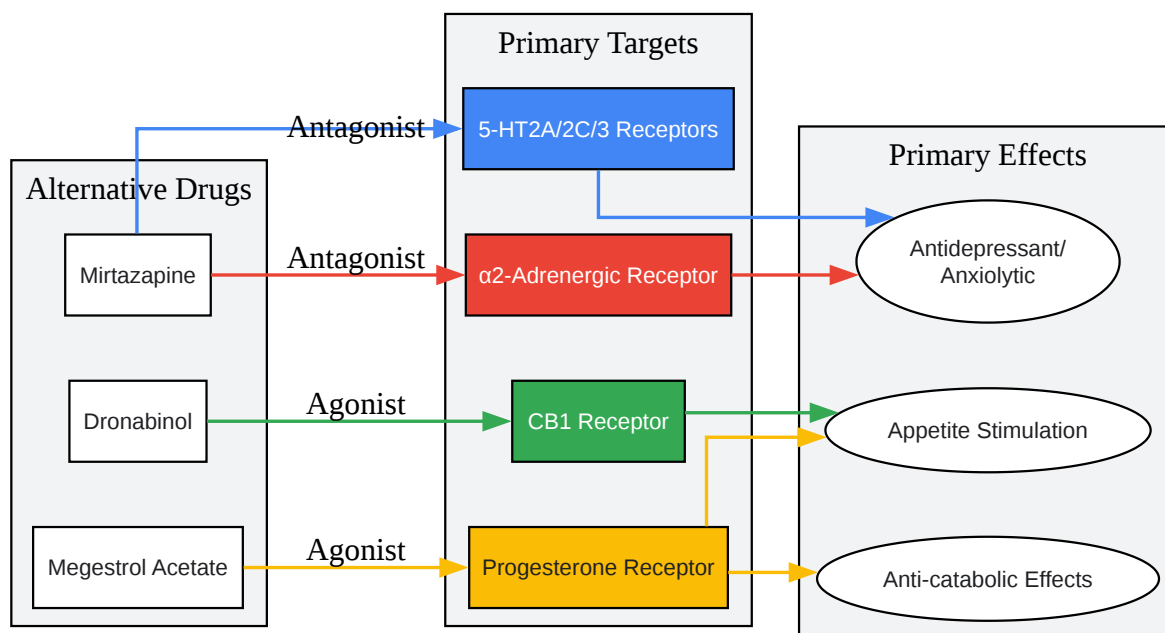 Primary Targets
Antagonist
5-HT2A/2C/3 Receptors
Primary Effects
Alternative Drugs
Mirtazapine
Antagonist
α2-Adrenergic Receptor
Antidepressant/
Anxiolytic
Dronabinol
Agonist
CB1 Receptor
Appetite Stimulation
Megestrol Acetate
Agonist
Progesterone Receptor
Anti-catabolic Effects